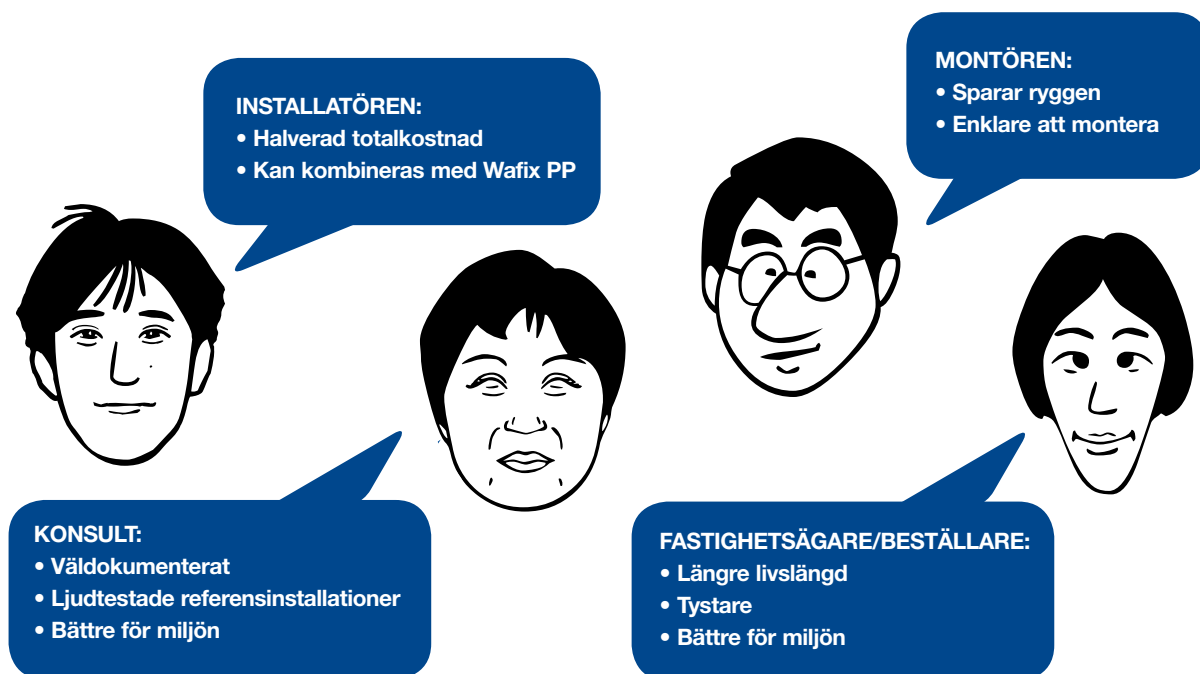 INSTALLATÖREN:
• Halverad totalkostnad
• Kan kombineras med Wafix PP
MONTÖREN:
• Sparar ryggen
• Enklare att montera
KONSULT:
• Väldokumenterat
• Ljudtestade referensinstallationer
• Bättre för miljön
FASTIGHETSÄGARE/BESTÄLLARE:
• Längre livslängd
• Tystare
• Bättre för miljön